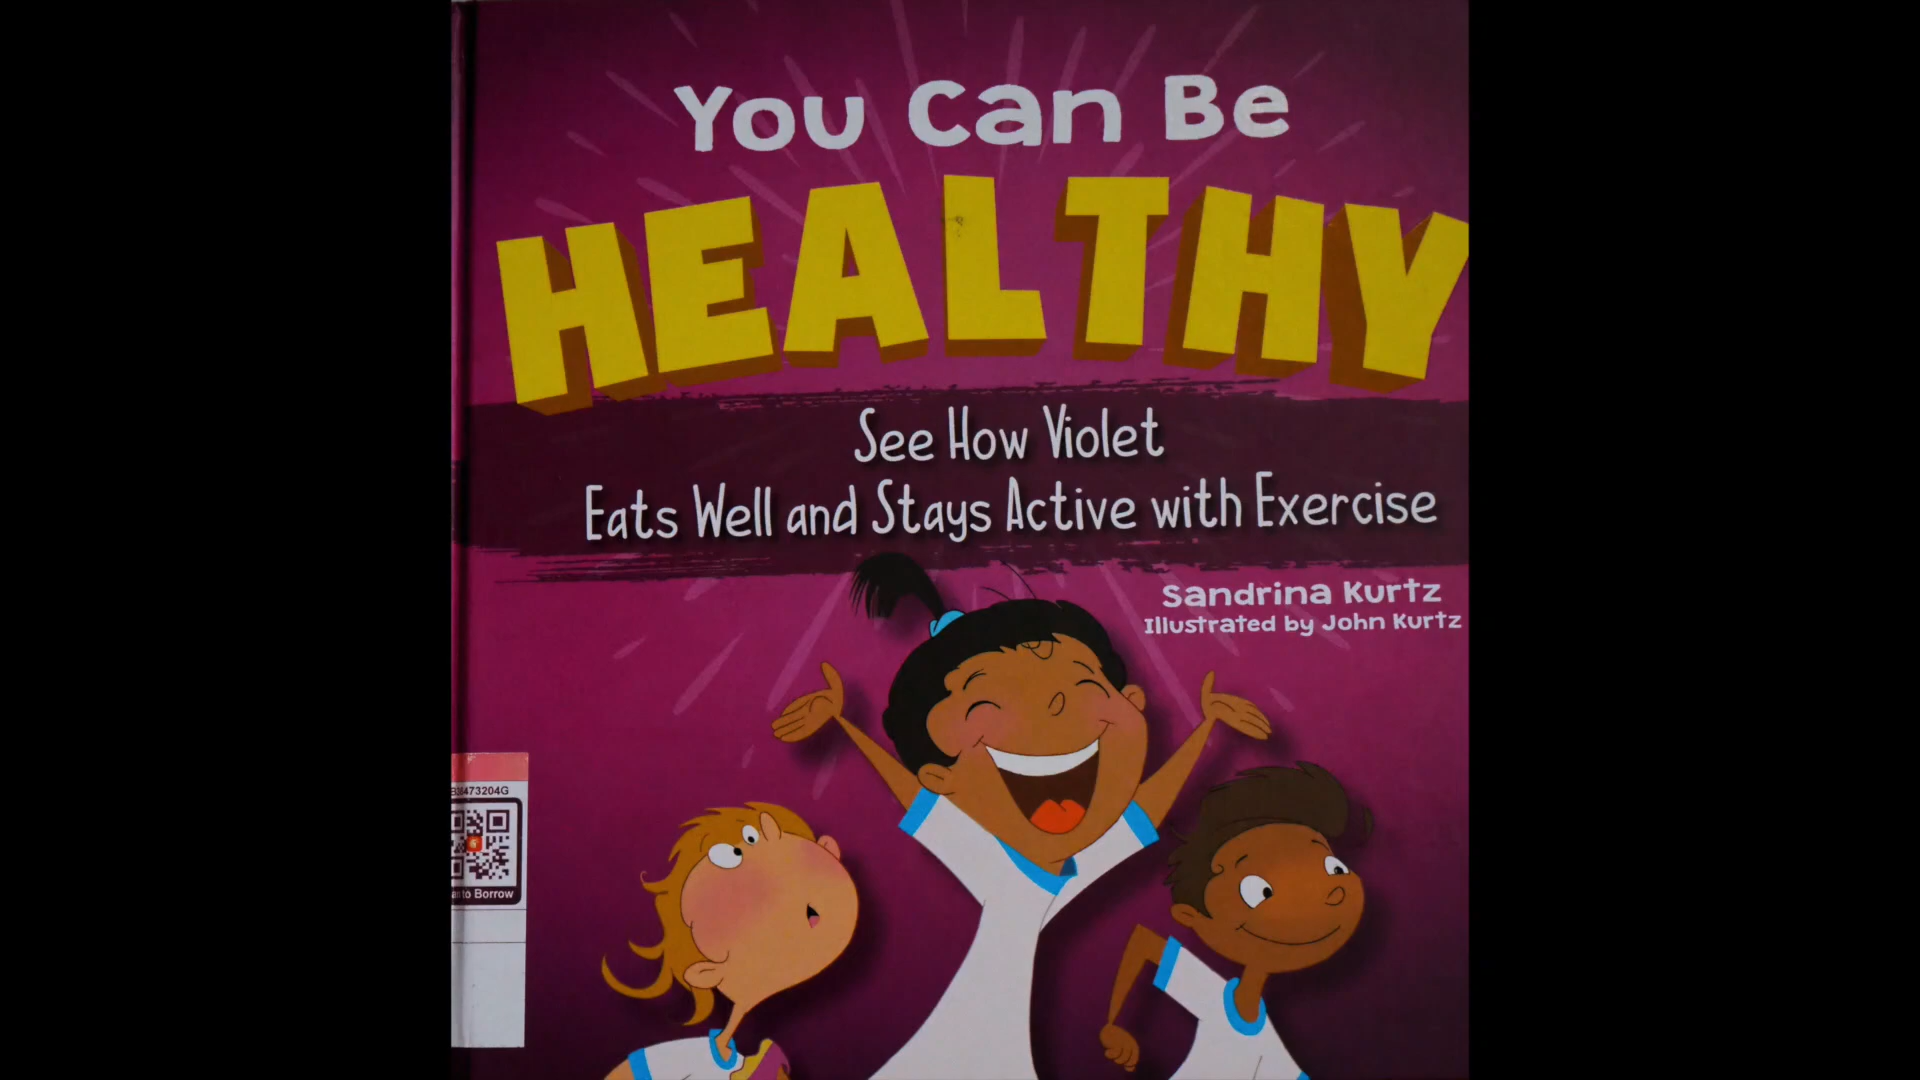 You Can Be
HEALTHY
See How Violet
Eats Well and Stays Active with Exercise
Sandrina Kurtz
Illustrated by John Kurtz
473204G
to Borrow